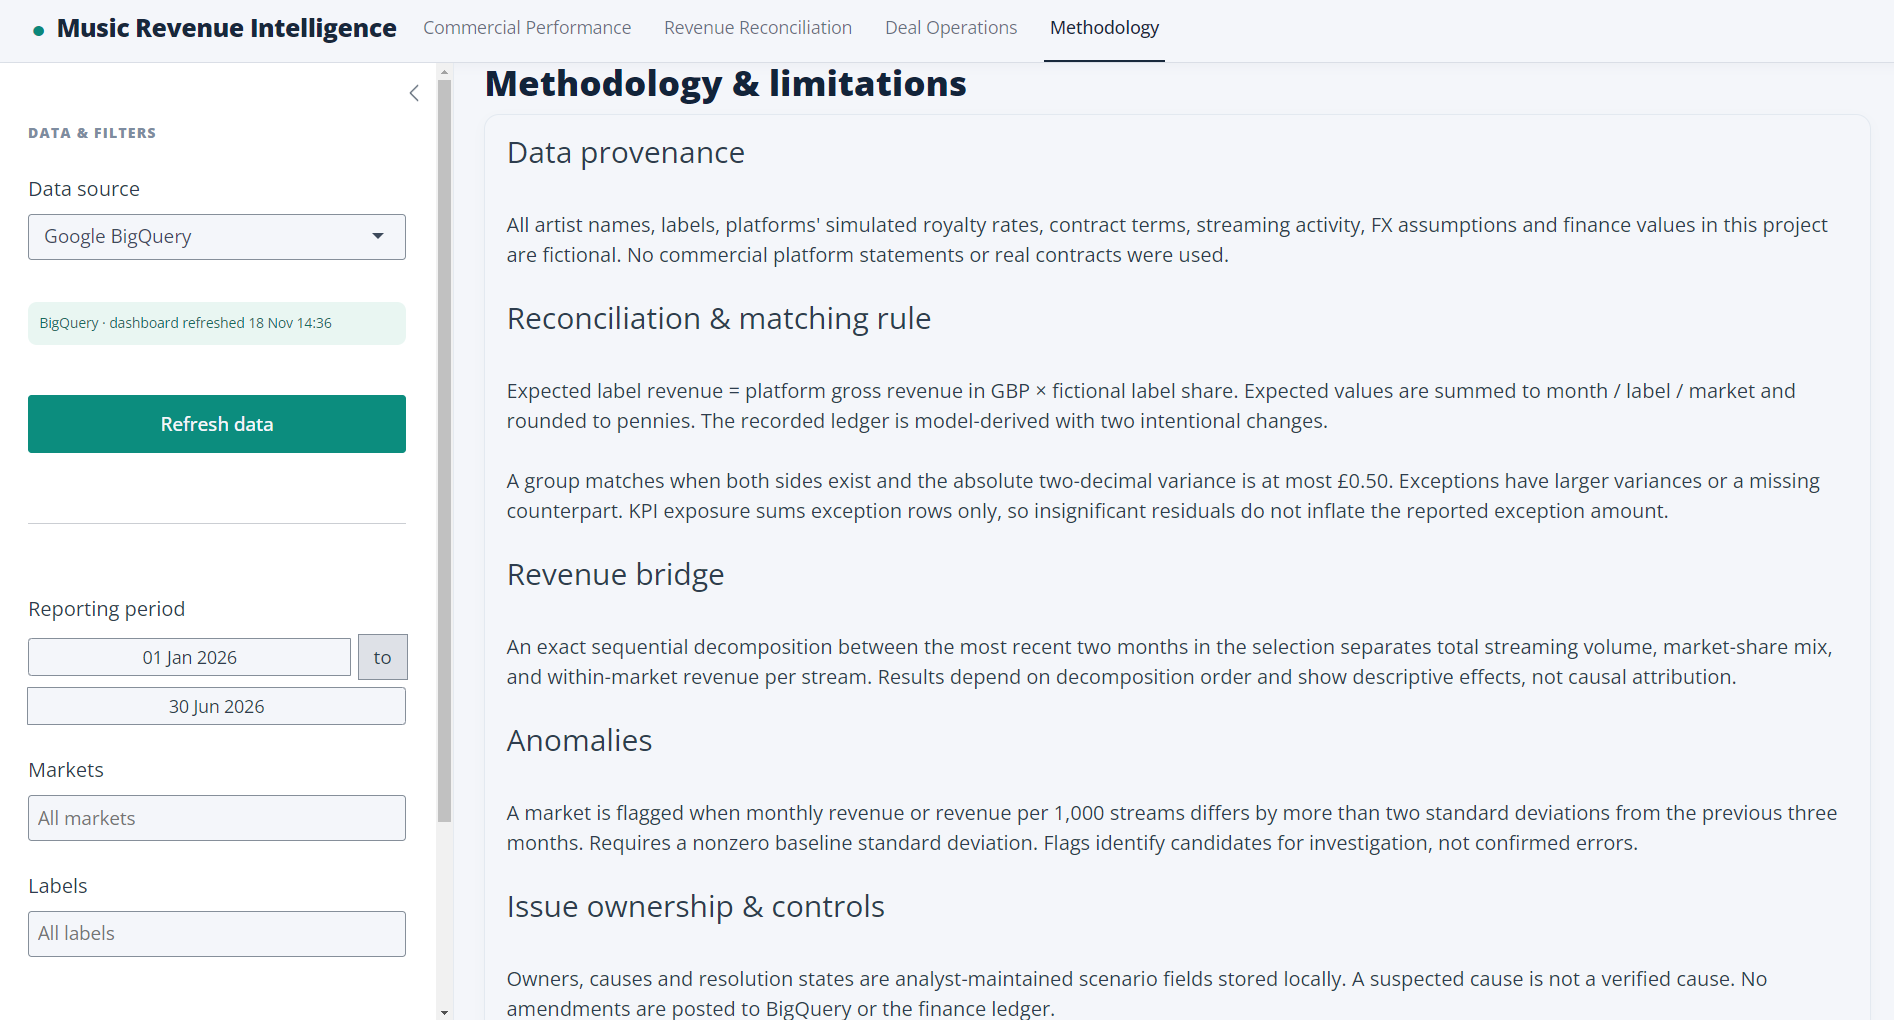 Music Revenue Intelligence
Commercial Performance
Revenue Reconciliation
Deal Operations
Methodology
DATA & FILTERS
Data source
Google BigQuery
BigQuery · dashboard refreshed 18 Nov 14:36
Refresh data
Reporting period
01 Jan 2026
to
30 Jun 2026
Markets
All markets
Labels
All labels
Methodology & limitations
Data provenance
All artist names, labels, platforms' simulated royalty rates, contract terms, streaming activity, FX assumptions and finance values in this project
are fictional. No commercial platform statements or real contracts were used.
Reconciliation & matching rule
Expected label revenue = platform gross revenue in GBP × fictional label share. Expected values are summed to month / label / market and
rounded to pennies. The recorded ledger is model-derived with two intentional changes.
A group matches when both sides exist and the absolute two-decimal variance is at most £0.50. Exceptions have larger variances or a missing
counterpart. KPI exposure sums exception rows only, so insignificant residuals do not inflate the reported exception amount.
Revenue bridge
An exact sequential decomposition between the most recent two months in the selection separates total streaming volume, market-share mix,
and within-market revenue per stream. Results depend on decomposition order and show descriptive effects, not causal attribution.
Anomalies
A market is flagged when monthly revenue or revenue per 1,000 streams differs by more than two standard deviations from the previous three
months. Requires a nonzero baseline standard deviation. Flags identify candidates for investigation, not confirmed errors.
Issue ownership & controls
Owners, causes and resolution states are analyst-maintained scenario fields stored locally. A suspected cause is not a verified cause. No
amendments are posted to BigQuery or the finance ledger.